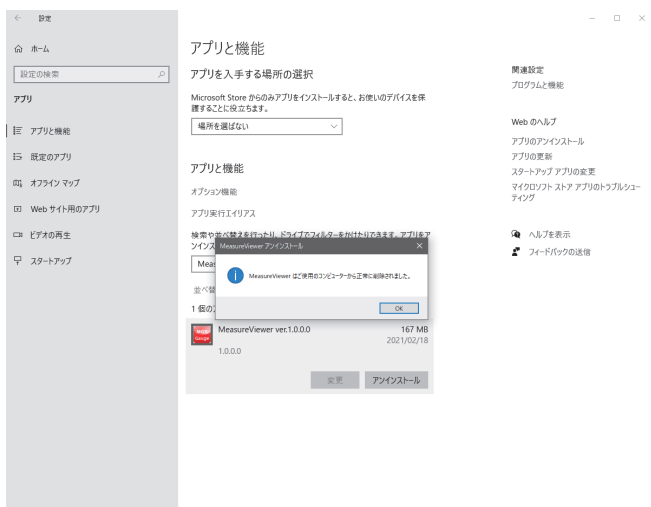 設定
ホーム
設定の検索
アプリ
アプリと機能
既定のアプリ
オフライン マップ
Web サイト用のアプリ
ビデオの再生
スタートアップ
アプリと機能
アプリを入手する場所の選択
Microsoft Store からのみアプリをインストールすると、お使いのデバイスを保
護することに役立ちます。
場所を選ばない
アプリと機能
オプション機能
アプリ実行エイリアス
検索や並べ替えを行ったり、ドライブでフィルターをかけたりできます。アプリをア
ンインス
Meas
並べ替
1 個の
MeasureViewer アンインストール
MeasureViewer はご使用のコンピューターから正常に削除されました。
OK
Gauge
MeasureViewer ver.1.0.0.0
167 MB
2021/02/18
1.0.0.0
変更
アンインストール
関連設定
プログラムと機能
Web のヘルプ
アプリのアンインストール
アプリの更新
スタートアップ アプリの変更
マイクロソフト ストア アプリのトラブルシュー
ティング
ヘルプを表示
フィードバックの送信